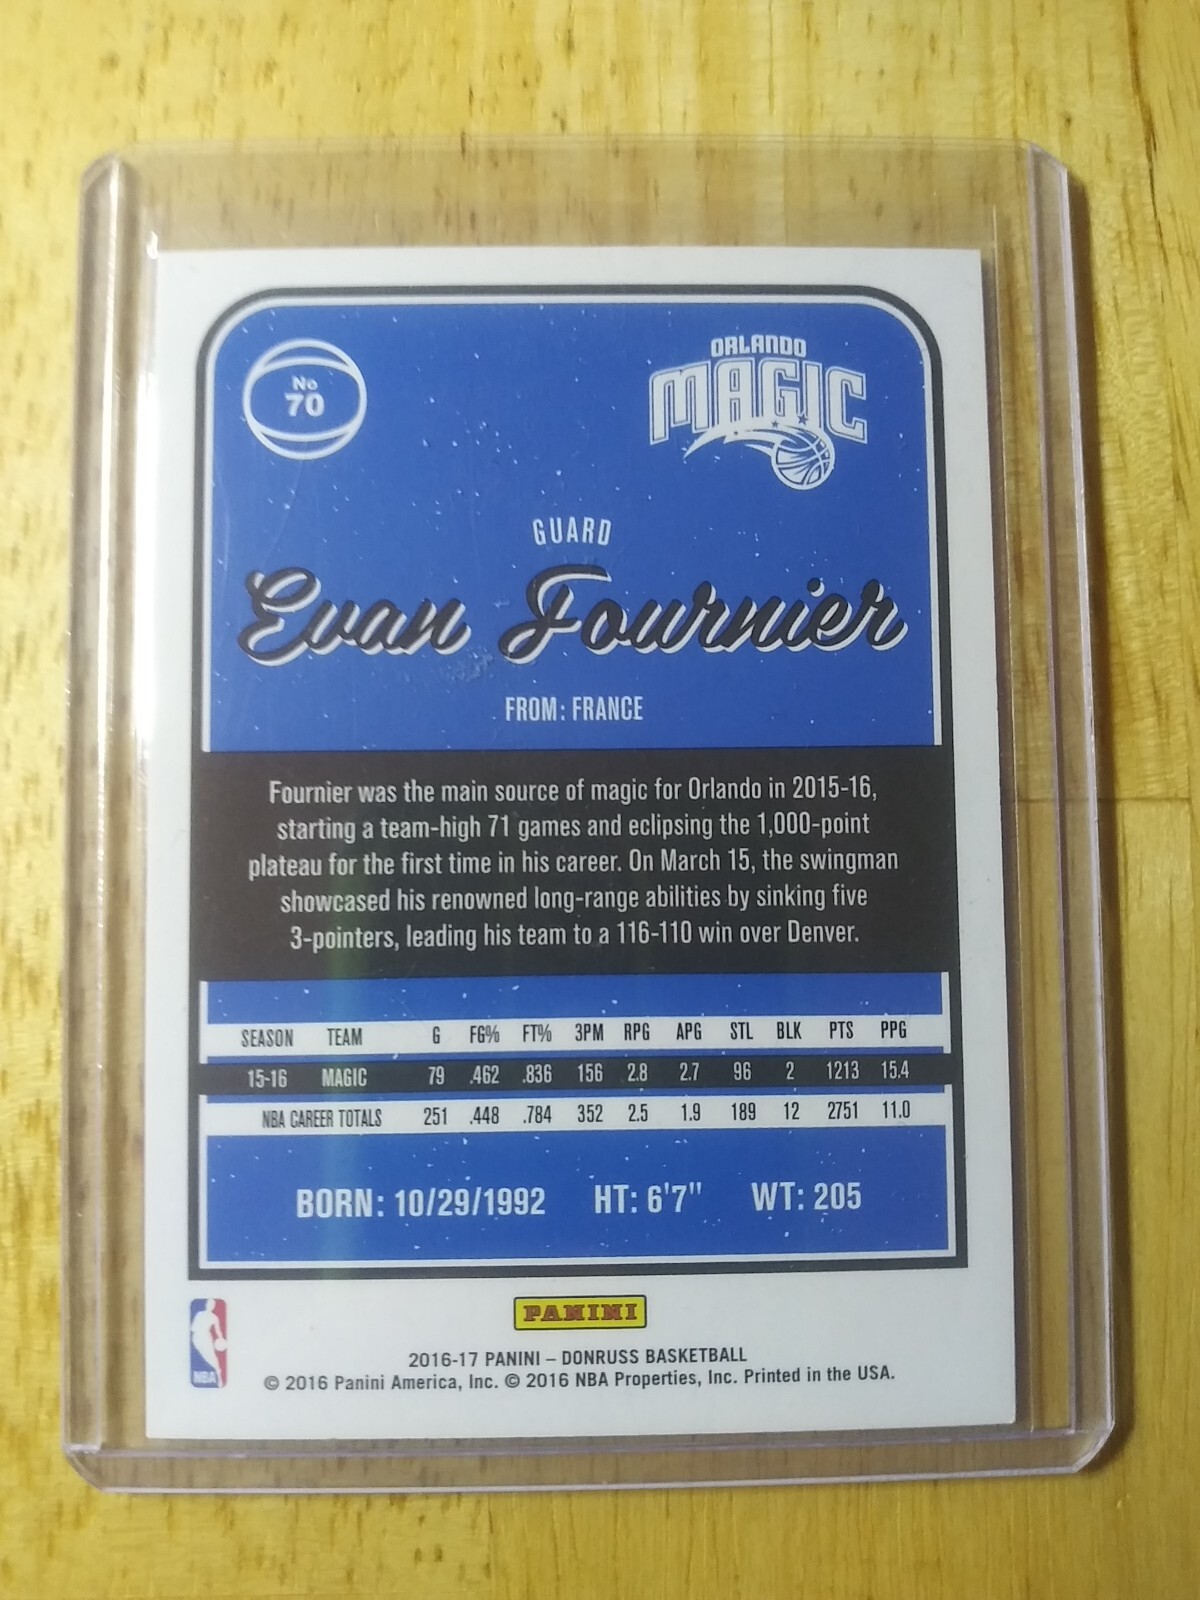 No
70
ORLANDO
MAGIC
GUARD
Evan Fournier
FROM: FRANCE
Fournier was the main source of magic for Orlando in 2015-16,
starting a team-high 71 games and eclipsing the 1,000-point
plateau for the first time in his career. On March 15, the swingman
showcased his renowned long-range abilities by sinking five
3-pointers, leading his team to a 116-110 win over Denver.
SEASON TEAM G FG% FT% 3PM RPG APG STL BLK PTS PPG
15-16 MAGIC 79 .462 .836 156 2.8 2.7 96 2 1213 15.4
NBA CAREER TOTALS 251 .448 .784 352 2.5 1.9 189 12 2751 11.0
BORN: 10/29/1992 HT: 6'7" WT: 205
PANINI
NBA
2016-17 PANINI – DONRUSS BASKETBALL
© 2016 Panini America, Inc. © 2016 NBA Properties, Inc. Printed in the USA.